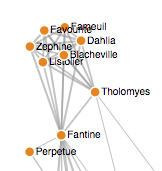 Fameuil
Favourite
Dahlia
Zephine
Blacheville
Listolier
Tholomyes
Fantine
Perpetue